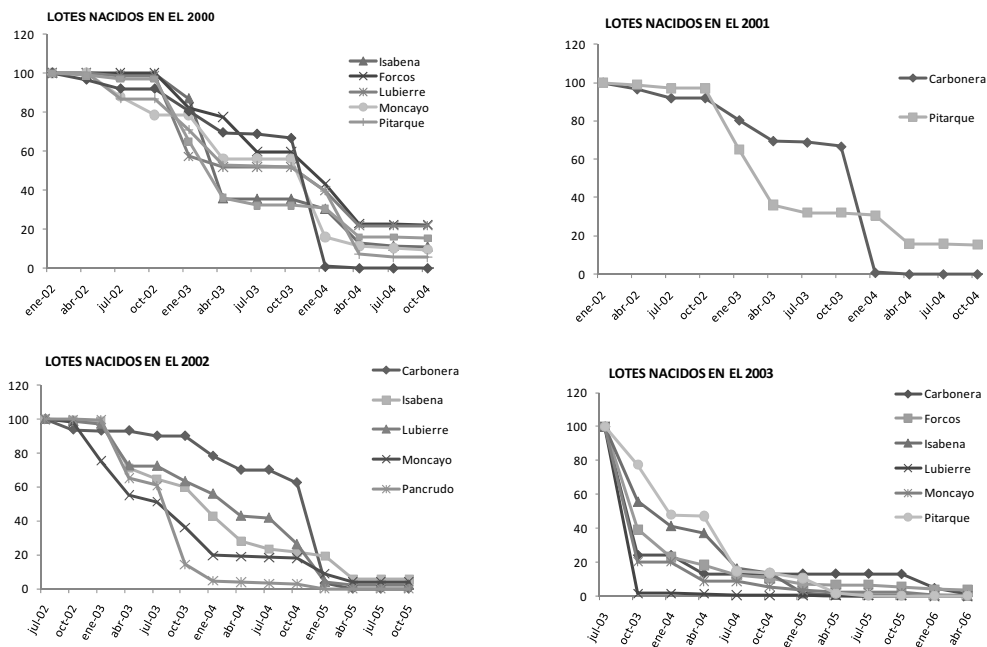 LOTES NACIDOS EN EL 2000
120
100
80
60
40
20
0
ene-02
abr-02
jul-02
oct-02
ene-03
abr-03
jul-03
oct-03
ene-04
abr-04
jul-04
oct-04
Isabena
Forcos
Lubierre
Moncayo
Pitarque
LOTES NACIDOS EN EL 2001
120
100
80
60
40
20
0
ene-02
abr-02
jul-02
oct-02
ene-03
abr-03
jul-03
oct-03
ene-04
abr-04
jul-04
oct-04
Carbonera
Pitarque
LOTES NACIDOS EN EL 2002
120
100
80
60
40
20
0
jul-02
oct-02
ene-03
abr-03
jul-03
oct-03
ene-04
abr-04
jul-04
oct-04
ene-05
abr-05
jul-05
oct-05
Carbonera
Isabena
Lubierre
Moncayo
Pancrudo
LOTES NACIDOS EN EL 2003
120
100
80
60
40
20
0
jul-03
oct-03
ene-04
abr-04
jul-04
oct-04
ene-05
abr-05
jul-05
oct-05
ene-06
abr-06
Carbonera
Forcos
Isabena
Lubierre
Moncayo
Pitarque